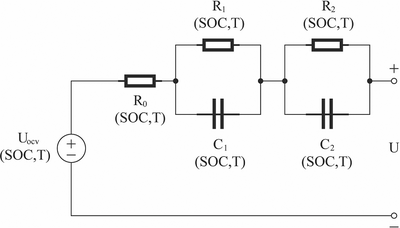 R₁
(SOC,T)
R₂
(SOC,T)
R₀
(SOC,T)
C₁
(SOC,T)
C₂
(SOC,T)
Uₒcᵥ
(SOC,T)
+
−
+
U
−